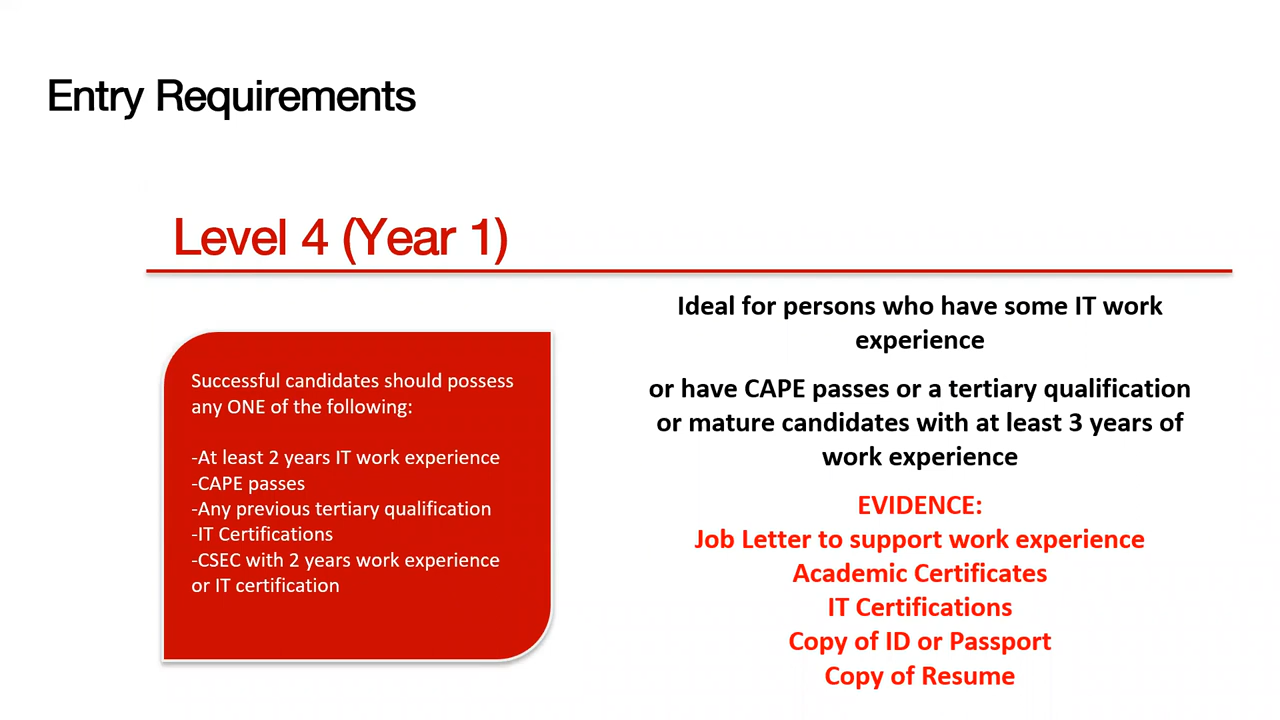 Entry Requirements
Level 4 (Year 1)
Successful candidates should possess
any ONE of the following:
-At least 2 years IT work experience
-CAPE passes
-Any previous tertiary qualification
-IT Certifications
-CSEC with 2 years work experience
or IT certification
Ideal for persons who have some IT work
experience
or have CAPE passes or a tertiary qualification
or mature candidates with at least 3 years of
work experience
EVIDENCE:
Job Letter to support work experience
Academic Certificates
IT Certifications
Copy of ID or Passport
Copy of Resume